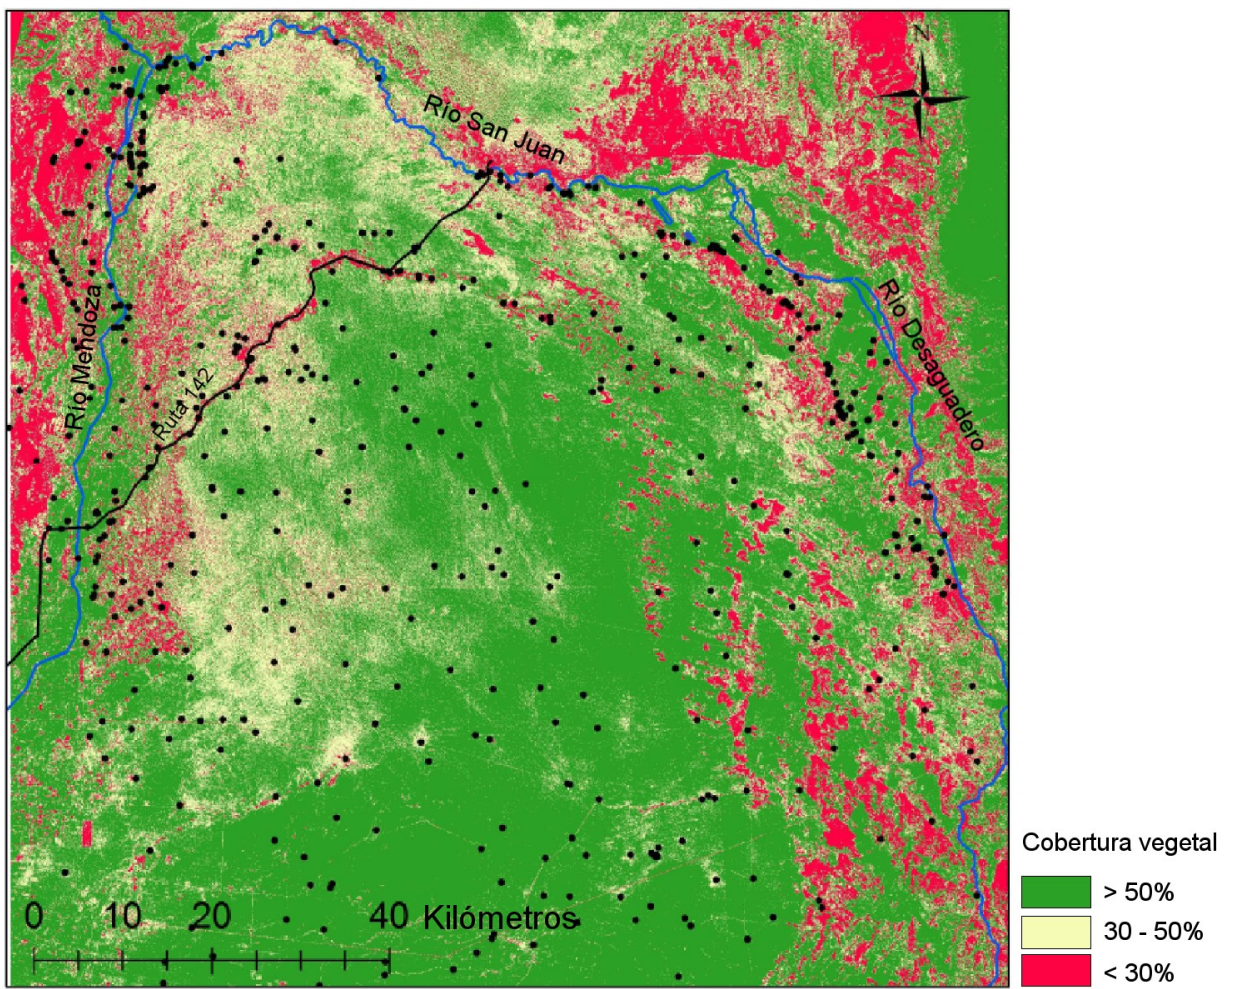 N
Río San Juan
Río Mendoza
Ruta 142
Río Desaguadero
Cobertura vegetal
> 50%
30 - 50%
< 30%
0 10 20 40 Kilómetros